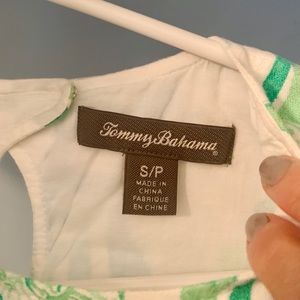 Tommy Bahama®
S/P
MADE IN
CHINA
FABRIQUE
EN CHINE